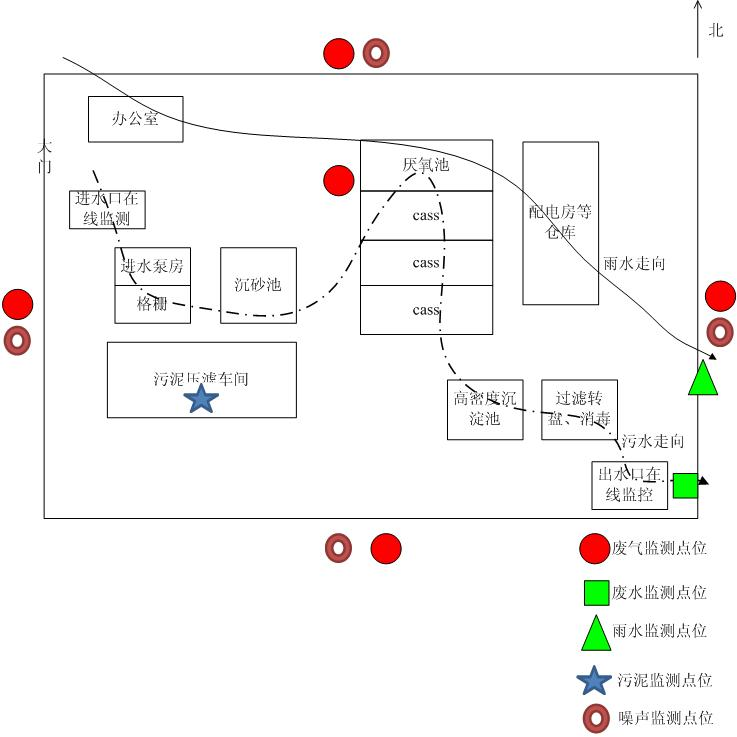 北
办公室
大
门
厌氧池
进水口在
线监测
cass
配电房等
仓库
进水泵房
格栅
沉砂池
cass
雨水走向
cass
污泥压滤车间
高密度沉
淀池
过滤转
盘、消毒
污水走向
出水口在
线监控
废气监测点位
废水监测点位
雨水监测点位
污泥监测点位
噪声监测点位